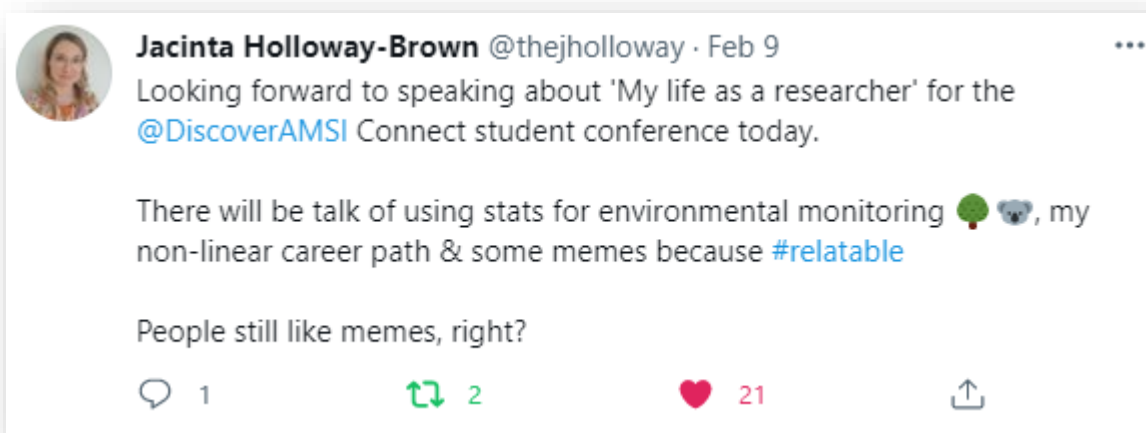 Jacinta Holloway-Brown @thejholloway · Feb 9
Looking forward to speaking about 'My life as a researcher' for the
@DiscoverAMSI Connect student conference today.
There will be talk of using stats for environmental monitoring 🌳🐨, my
non-linear career path & some memes because #relatable
People still like memes, right?
1 2 21